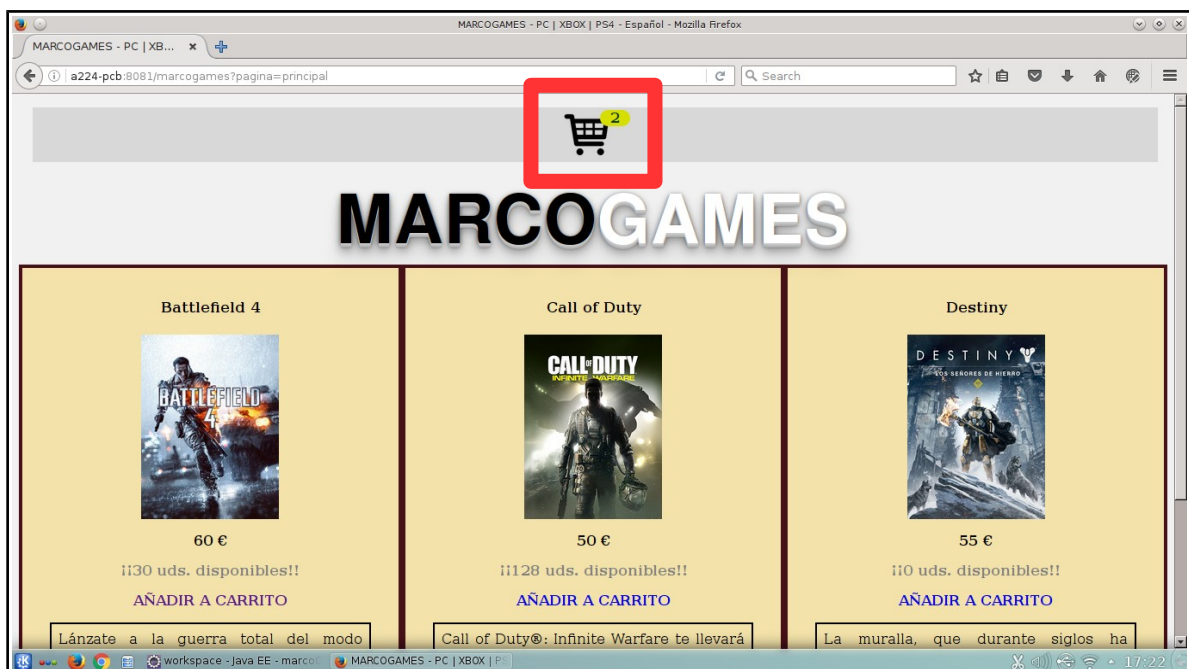 MARCOGAMES - PC | XBOX | PS4 - Español - Mozilla Firefox
MARCOGAMES - PC | XB...
a224-pcb:8081/marcogames?pagina=principal
Search
2
MARCOGAMES
Battlefield 4
Call of Duty
Destiny
BATTLEFIELD
4
CALL OF DUTY
INFINITE WARFARE
DESTINY
LOS SEÑORES DE HIERRO
60 €
50 €
55 €
¡¡30 uds. disponibles!!
¡¡128 uds. disponibles!!
¡¡0 uds. disponibles!!
AÑADIR A CARRITO
AÑADIR A CARRITO
AÑADIR A CARRITO
Lánzate a la guerra total del modo
Call of Duty®: Infinite Warfare te llevará
La muralla, que durante siglos ha
workspace - Java EE - marco
MARCOGAMES - PC | XBOX | PS
17:22